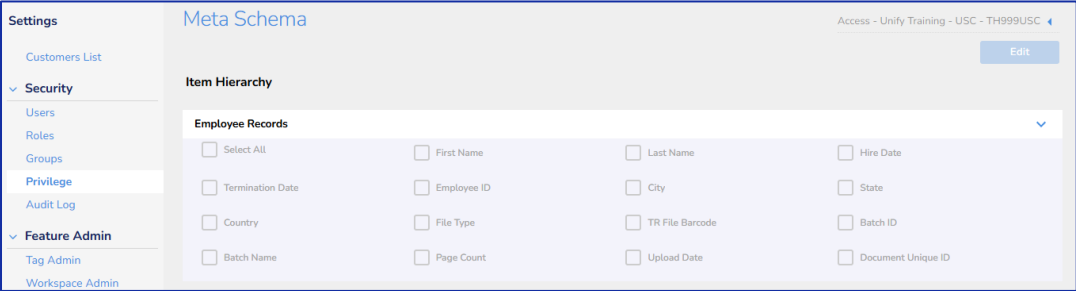 Settings
Customers List
Security
Users
Roles
Groups
Privilege
Audit Log
Feature Admin
Tag Admin
Workspace Admin
Meta Schema
Access - Unify Training - USC - TH999USC
Edit
Item Hierarchy
Employee Records
Select All First Name Last Name Hire Date
Termination Date Employee ID City State
Country File Type TR File Barcode Batch ID
Batch Name Page Count Upload Date Document Unique ID